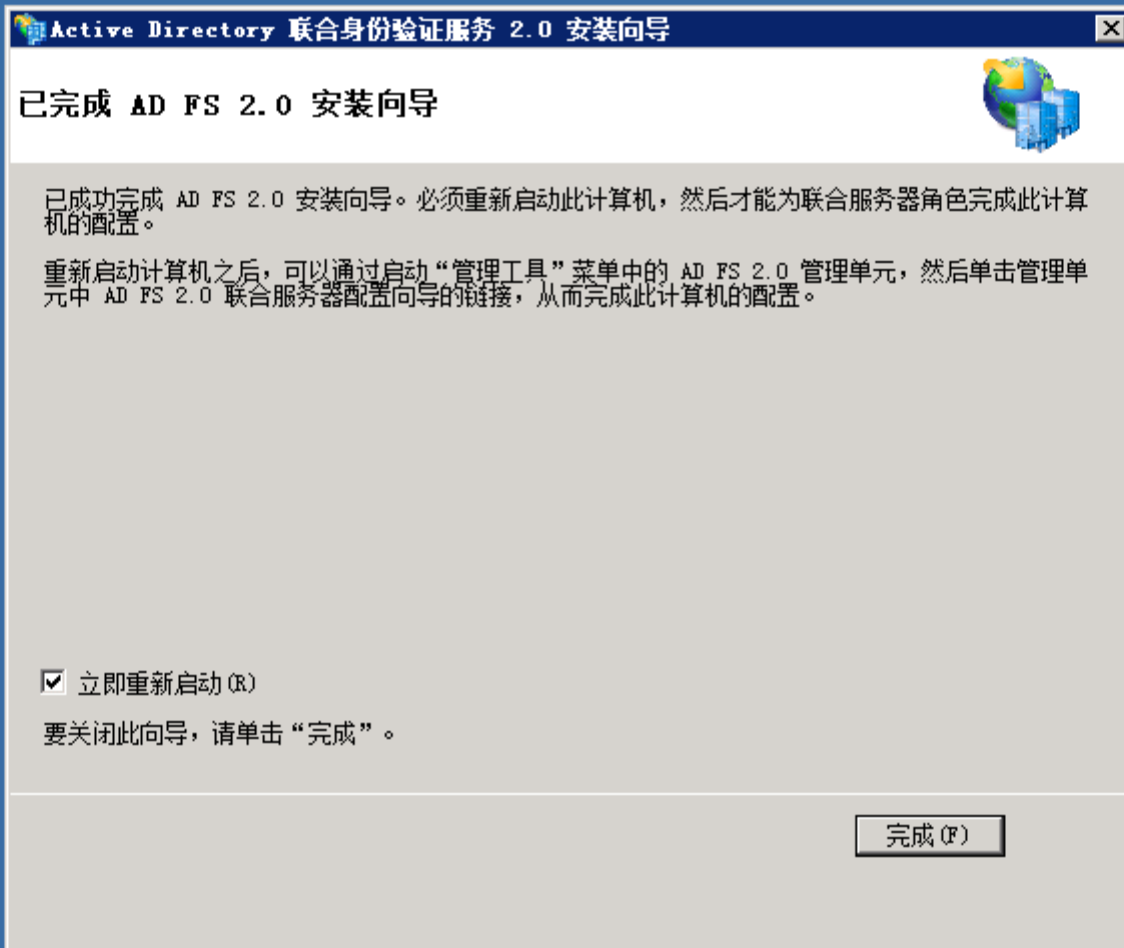 Active Directory 联合身份验证服务 2.0 安装向导
已完成 AD FS 2.0 安装向导
已成功完成 AD FS 2.0 安装向导。必须重新启动此计算机，然后才能为联合服务器角色完成此计算
机的配置。
重新启动计算机之后，可以通过启动“管理工具”菜单中的 AD FS 2.0 管理单元，然后单击管理单
元中 AD FS 2.0 联合服务器配置向导的链接，从而完成此计算机的配置。
立即重新启动(R)
要关闭此向导，请单击“完成”。
完成(F)